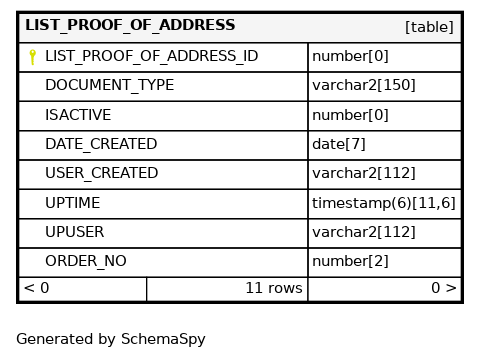 LIST_PROOF_OF_ADDRESS [table]
LIST_PROOF_OF_ADDRESS_ID number[0]
DOCUMENT_TYPE varchar2[150]
ISACTIVE number[0]
DATE_CREATED date[7]
USER_CREATED varchar2[112]
UPTIME timestamp(6)[11,6]
UPUSER varchar2[112]
ORDER_NO number[2]
< 0 11 rows 0 >
Generated by SchemaSpy